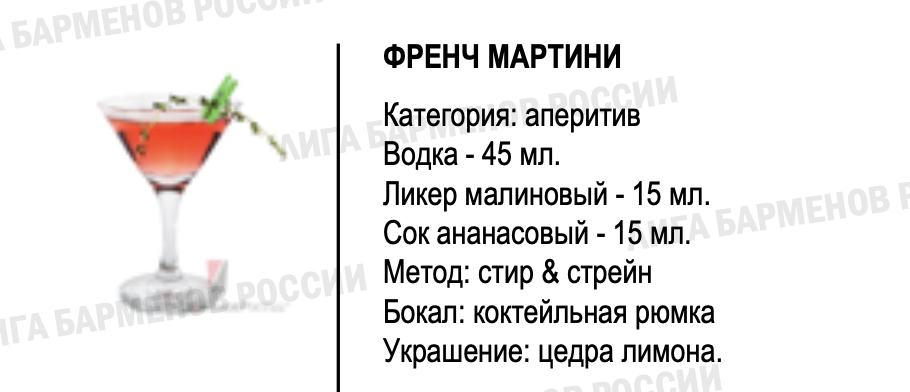 ЛИГА БАРМЕНОВ РОССИИ
ФРЕНЧ МАРТИНИ
Категория: аперитив
ЛИГА БАРМЕНОВ РОССИИ
Водка - 45 мл.
Ликер малиновый - 15 мл.
ЛИГА БАРМЕНОВ
Сок ананасовый - 15 мл.
Метод: стир & стрейн
ЛИГА БАРМЕНОВ РОССИИ
Бокал: коктейльная рюмка
Украшение: цедра лимона.
РОССИИ